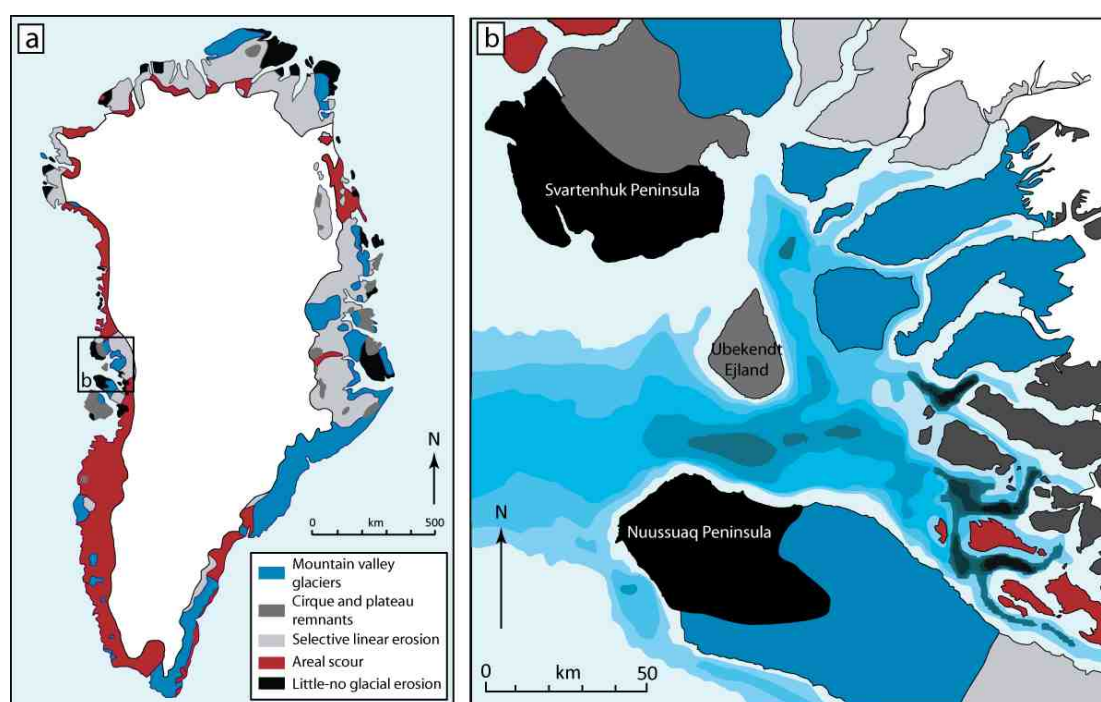 a
b
N
0
km
500
Mountain valley
glaciers
Cirque and plateau
remnants
Selective linear erosion
Areal scour
Little-no glacial erosion
b
Svartenhuk Peninsula
Ubekendt
Ejland
N
Nuussuaq Peninsula
0
km
50